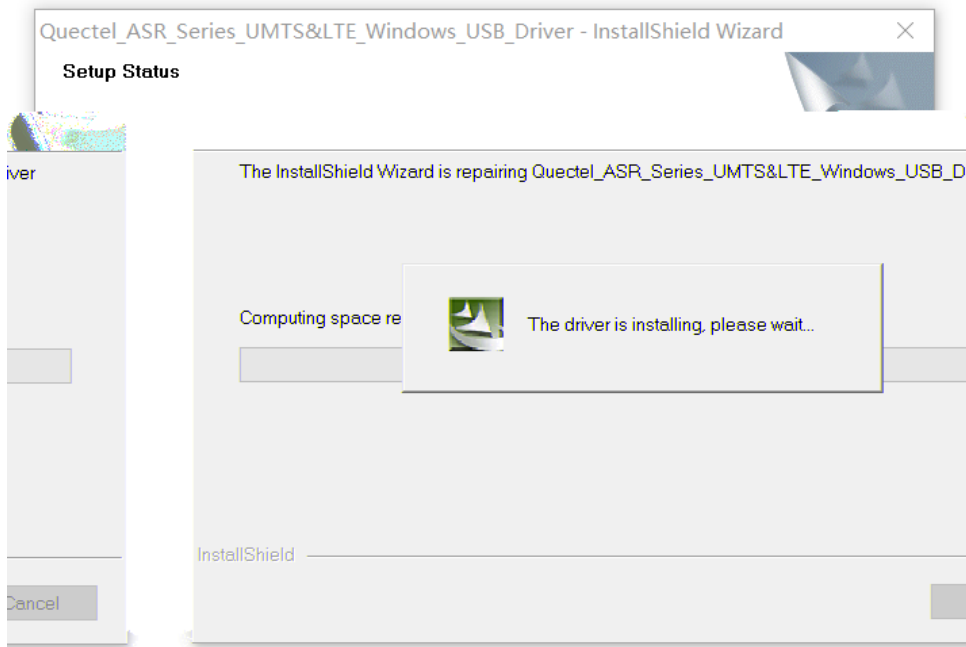 Quectel_ASR_Series_UMTS&LTE_Windows_USB_Driver - InstallShield Wizard
Setup Status
iver
The InstallShield Wizard is repairing Quectel_ASR_Series_UMTS&LTE_Windows_USB_D
Computing space re
The driver is installing, please wait...
InstallShield
Cancel